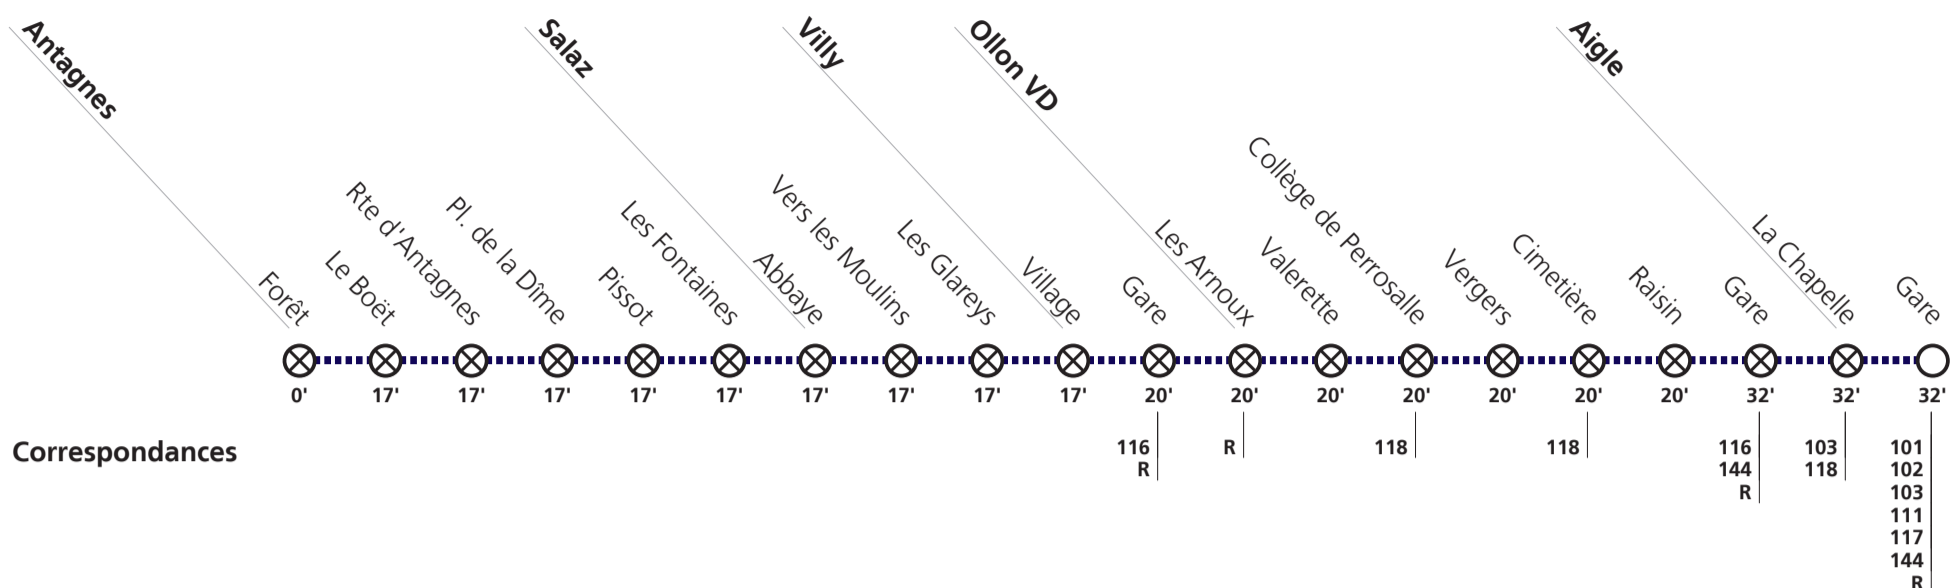 Antagnes
Salaz
Villy
Ollon VD
Aigle
Forêt
Le Boët
Rte d'Antagnes
Pl. de la Dîme
Pissot
Les Fontaines
Abbaye
Vers les Moulins
Les Glareys
Village
Gare
Les Arnoux
Valerette
Collège de Perrosalle
Vergers
Cimetière
Raisin
Gare
La Chapelle
Gare
0' 17' 17' 17' 17' 17' 17' 17' 17' 17' 20' 20' 20' 20' 20' 20' 20' 32' 32' 32'
Correspondances
116
R
R
118
118
116
144
R
103
118
101
102
103
111
117
144
R